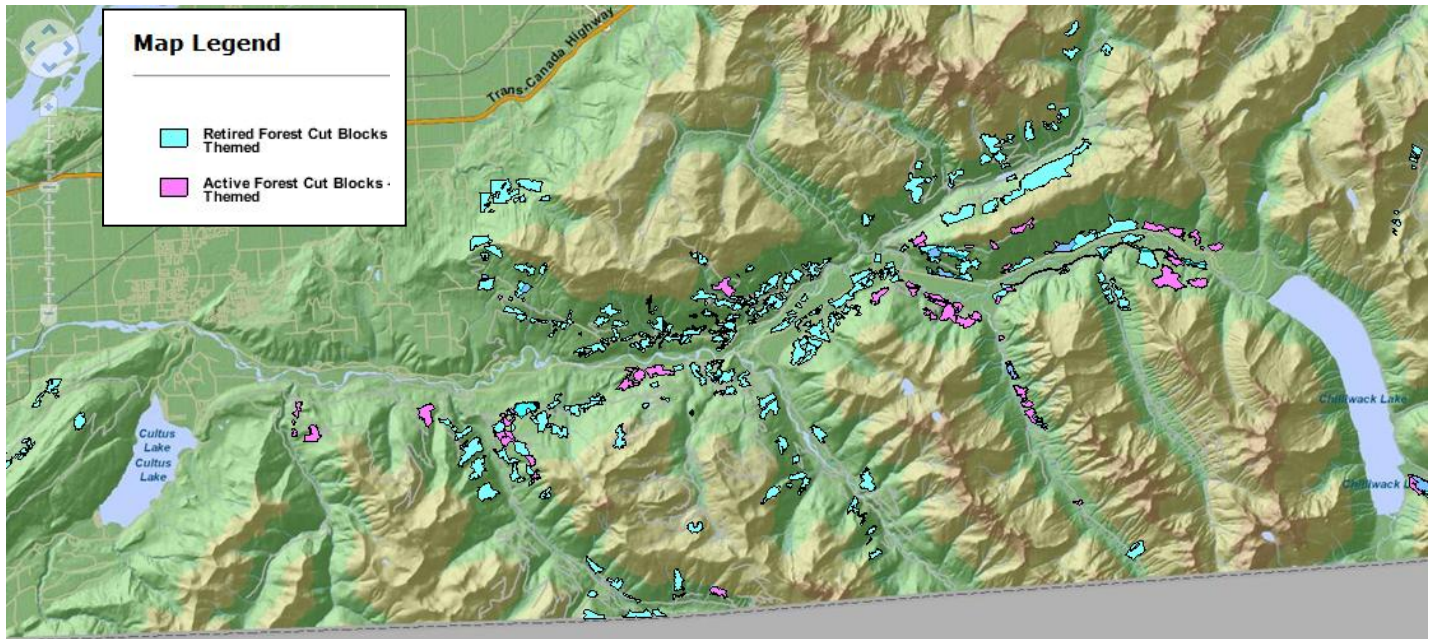 Map Legend
Retired Forest Cut Blocks
Themed
Active Forest Cut Blocks -
Themed
Trans-Canada Highway
Cultus
Lake
Cultus
Lake
Chilliwack Lake
Chilliwack L